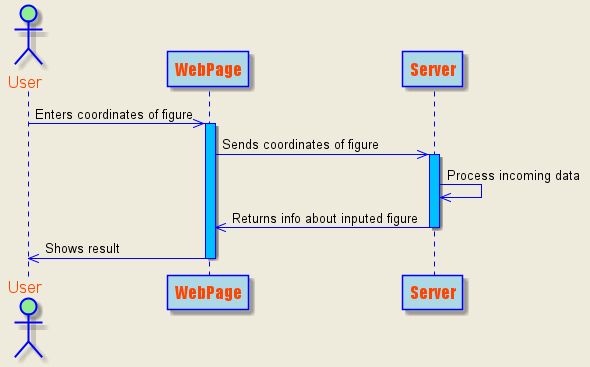 User
WebPage
Server
Enters coordinates of figure
Sends coordinates of figure
Process incoming data
Returns info about inputed figure
Shows result
User
WebPage
Server